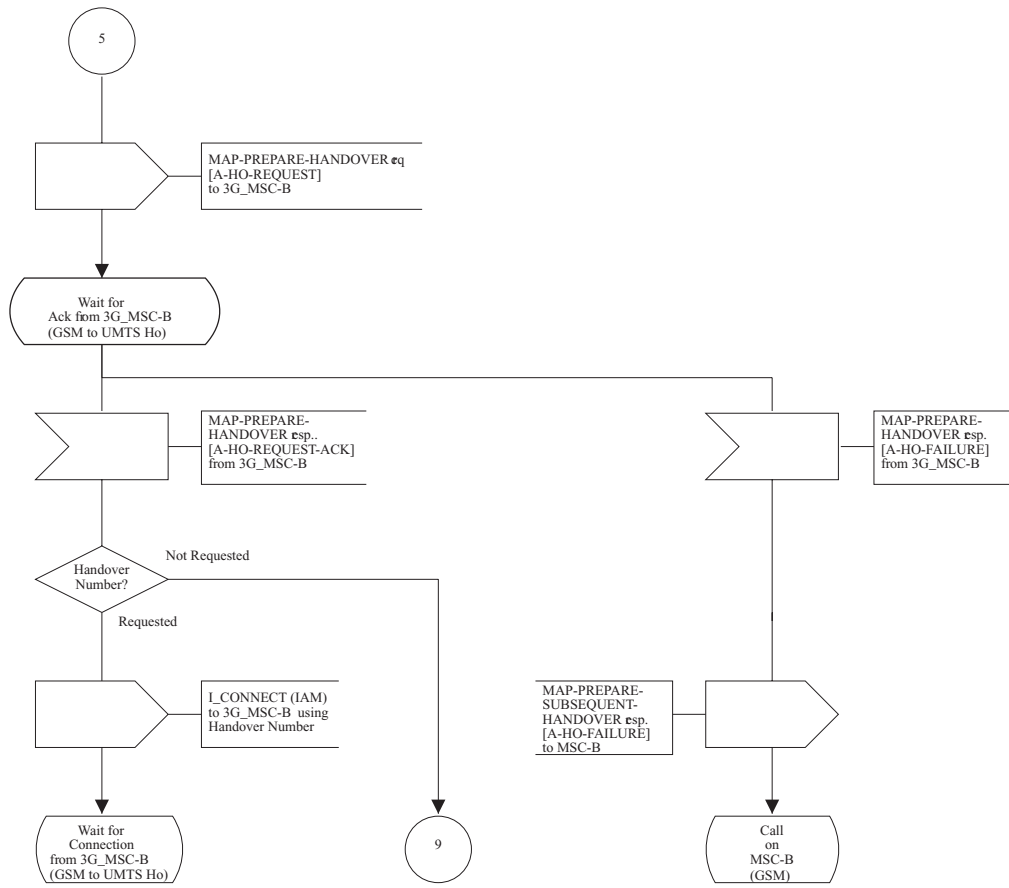 5
MAP-PREPARE-HANDOVER req
[A-HO-REQUEST]
to 3G_MSC-B
Wait for
Ack from 3G_MSC-B
(GSM to UMTS Ho)
MAP-PREPARE-
HANDOVER resp..
[A-HO-REQUEST-ACK]
from 3G_MSC-B
MAP-PREPARE-
HANDOVER resp.
[A-HO-FAILURE]
from 3G_MSC-B
Handover
Number?
Not Requested
Requested
I_CONNECT (IAM)
to 3G_MSC-B using
Handover Number
MAP-PREPARE-
SUBSEQUENT-
HANDOVER resp.
[A-HO-FAILURE]
to MSC-B
Wait for
Connection
from 3G_MSC-B
(GSM to UMTS Ho)
9
Call
on
MSC-B
(GSM)